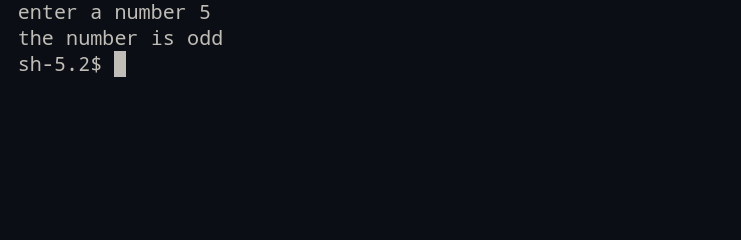 enter a number 5
the number is odd
sh-5.2$